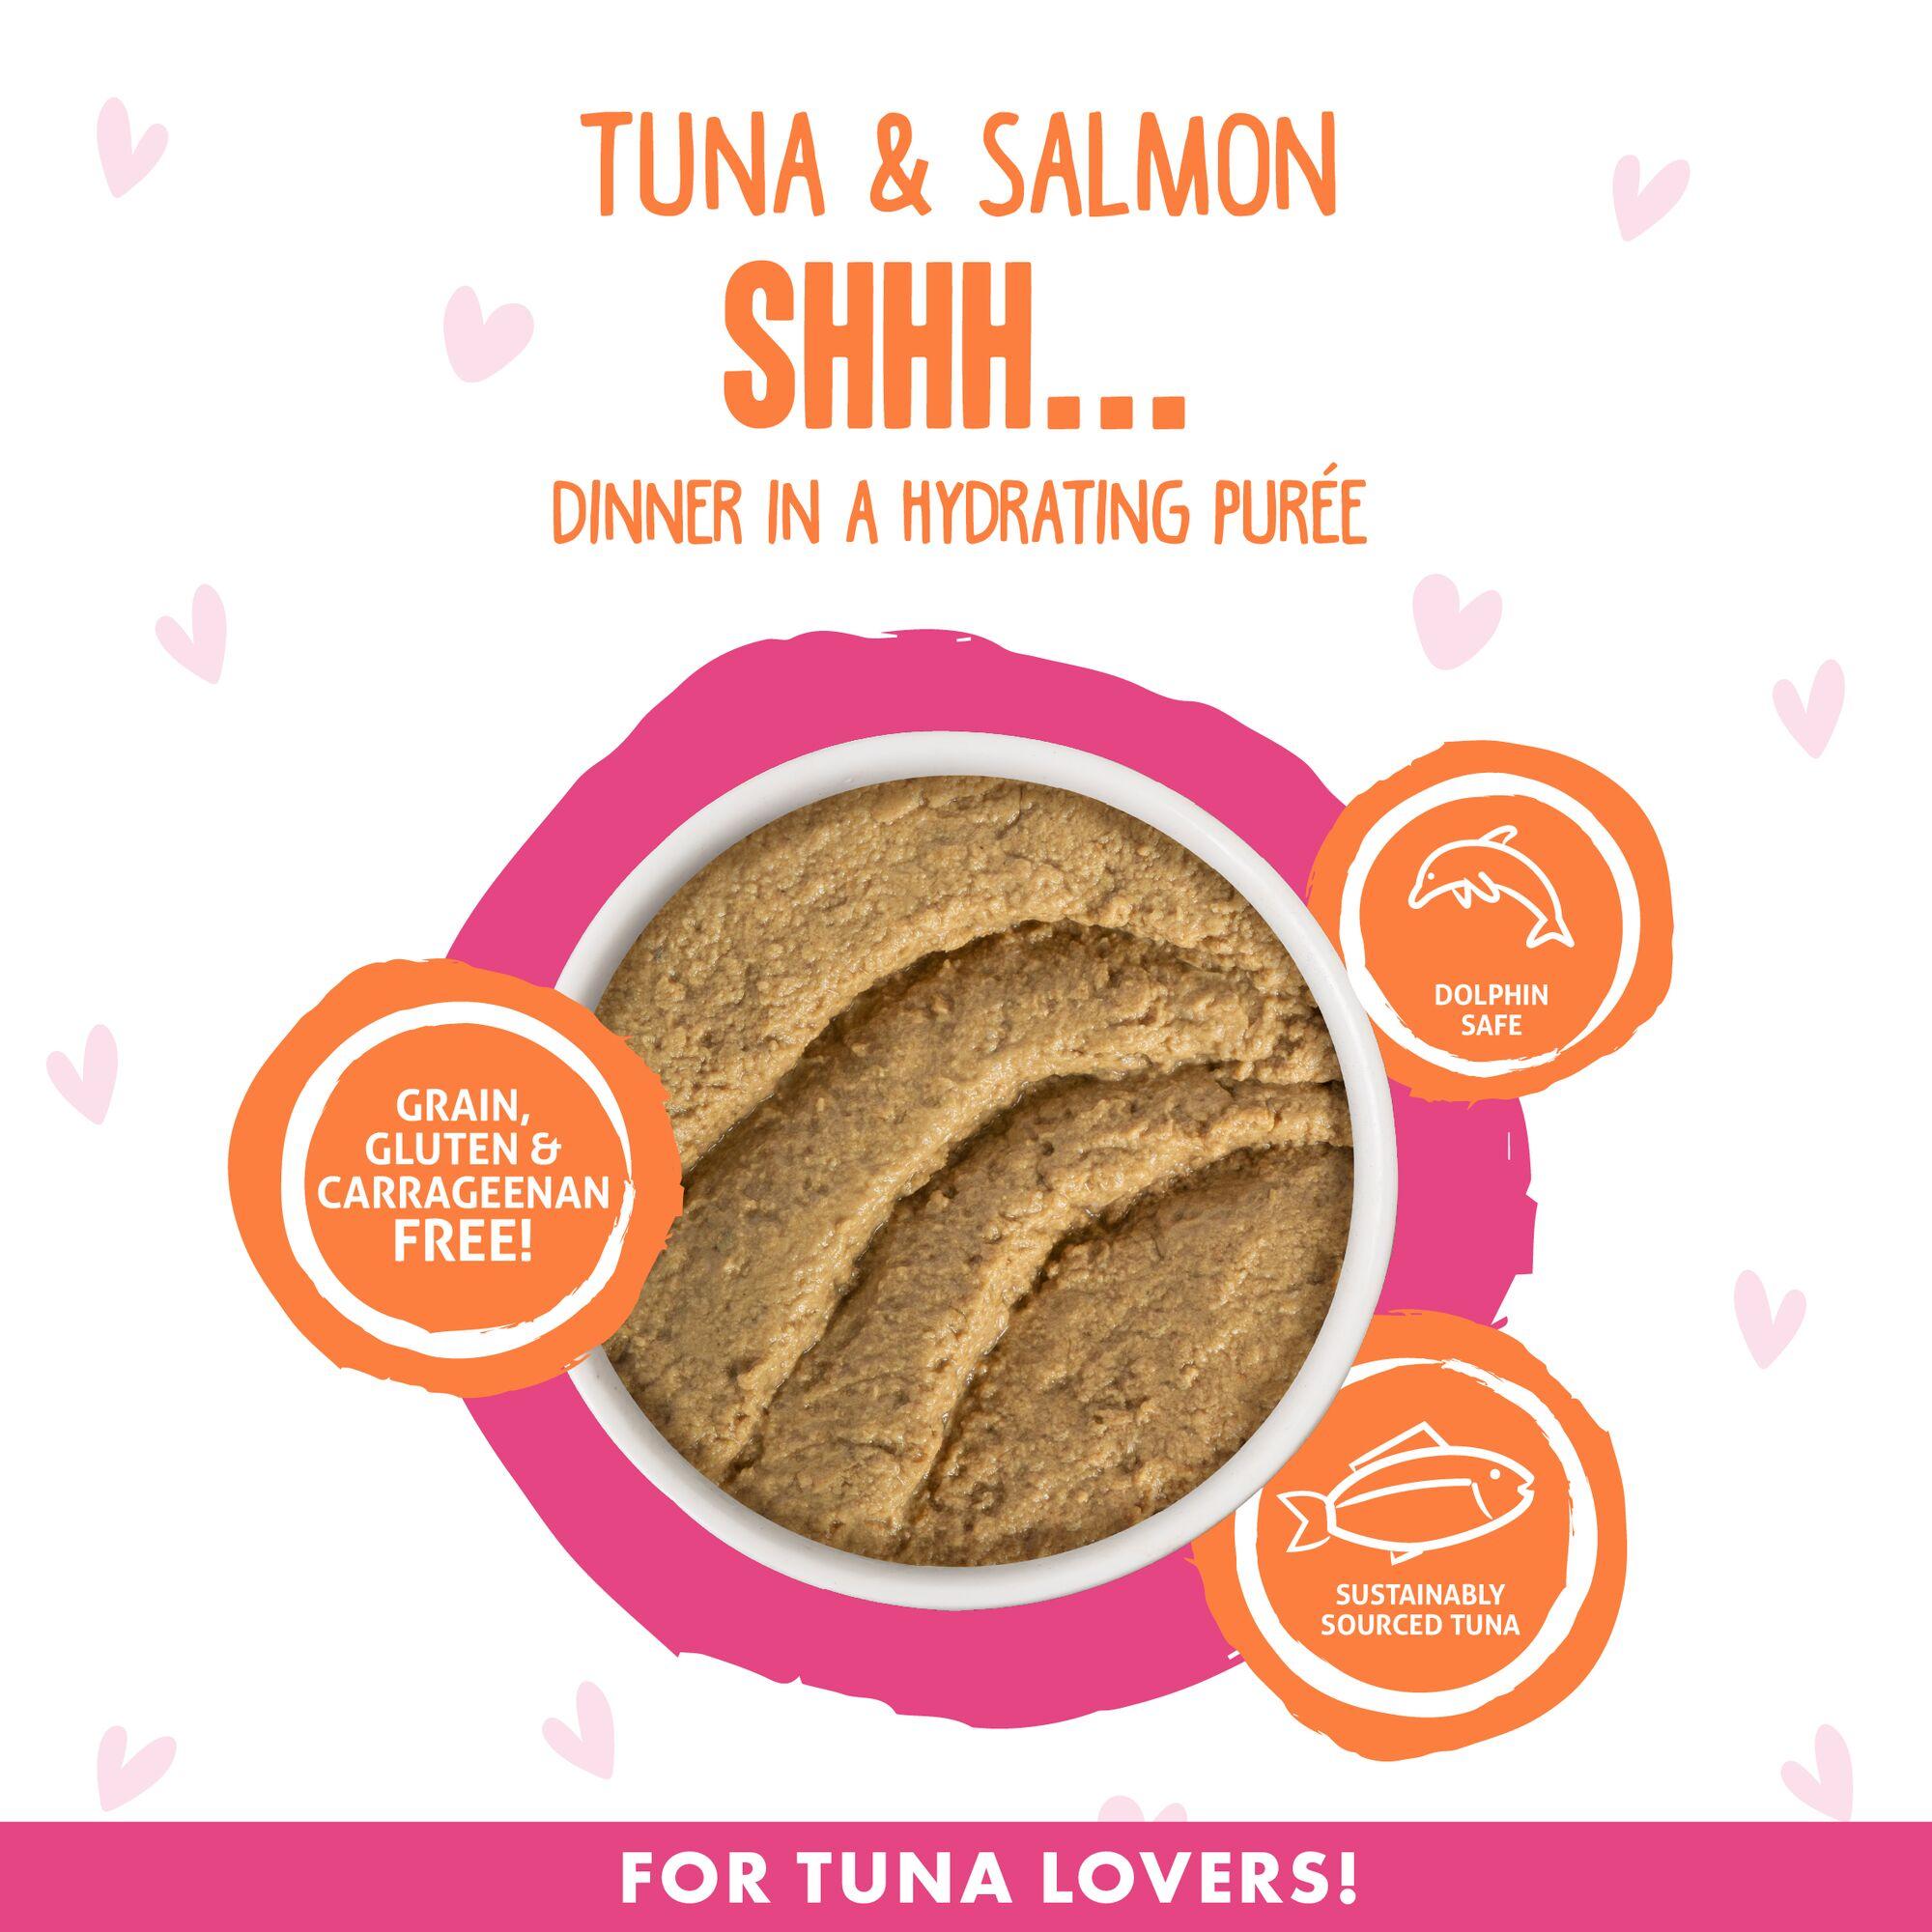 TUNA & SALMON
SHHH...
DINNER IN A HYDRATING PURÉE
DOLPHIN
SAFE
GRAIN,
GLUTEN &
CARRAGEENAN
FREE!
SUSTAINABLY
SOURCED TUNA
FOR TUNA LOVERS!